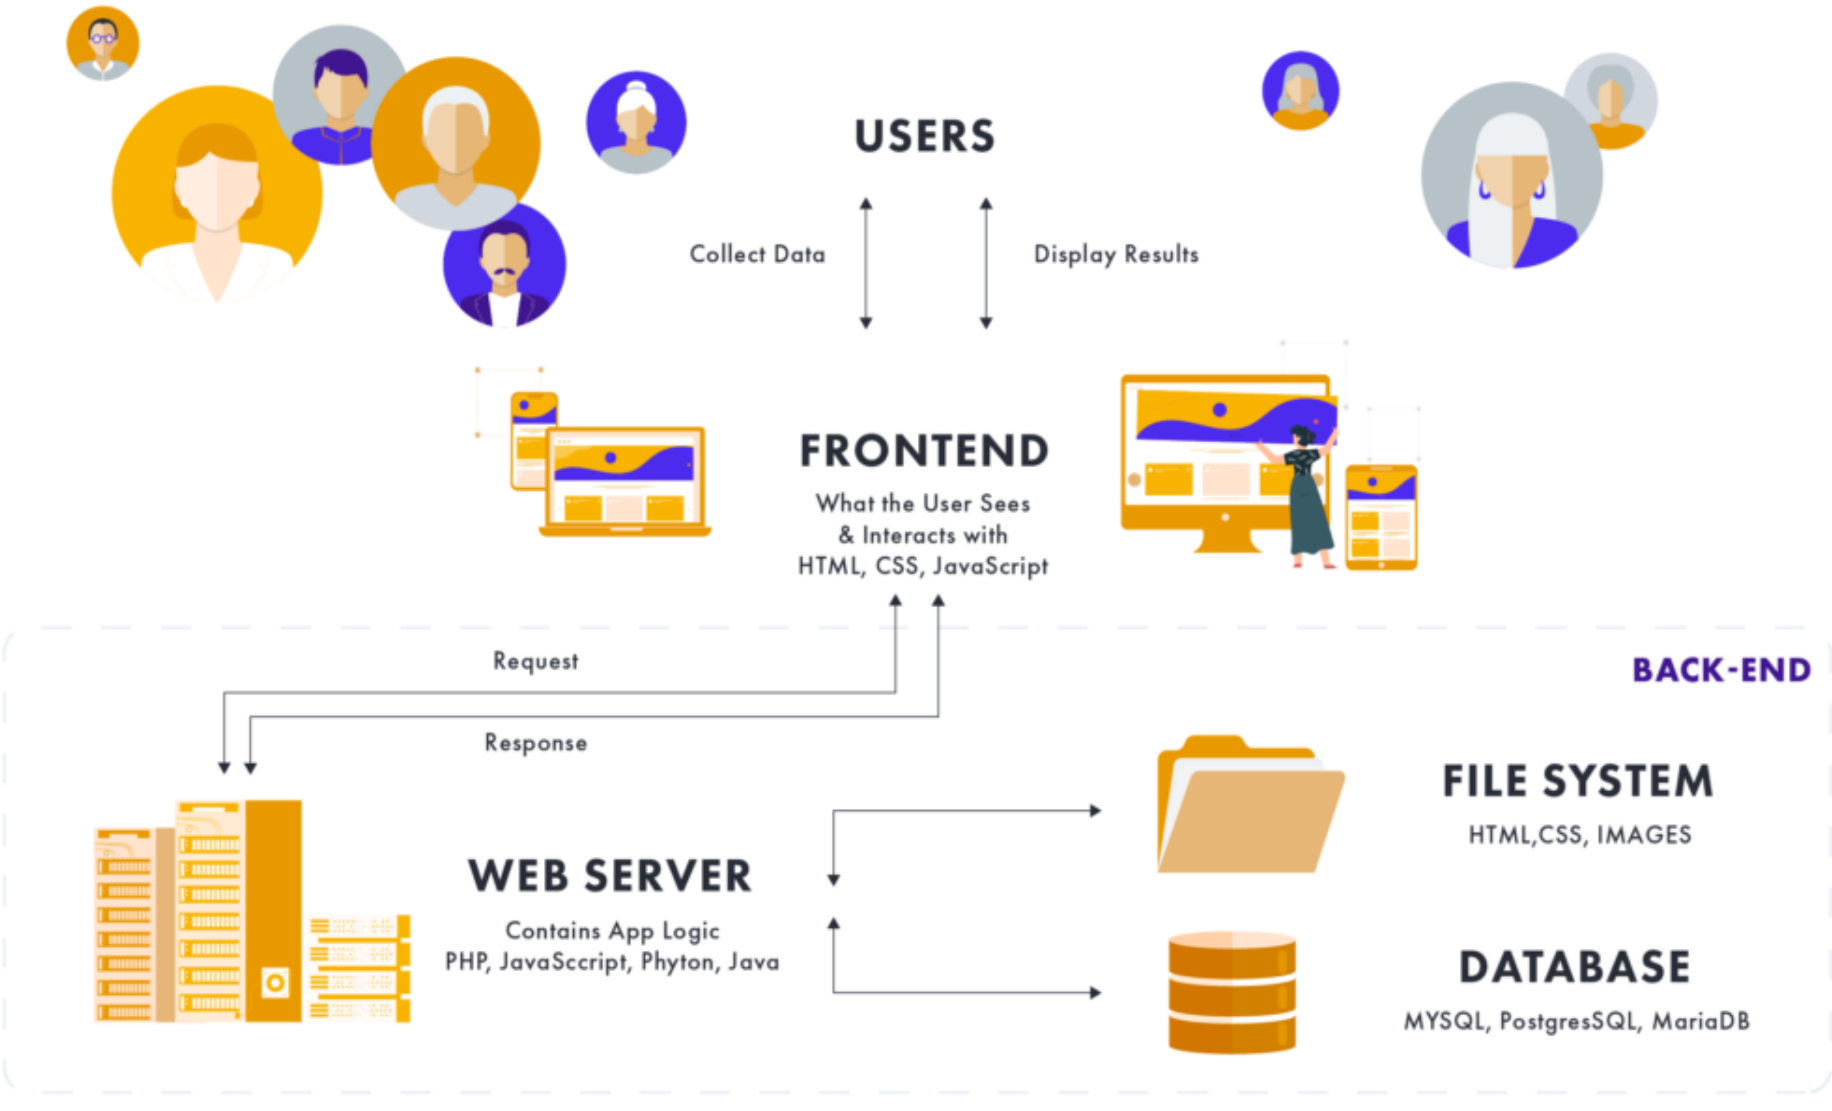 USERS
Collect Data
Display Results
FRONTEND
What the User Sees
& Interacts with
HTML, CSS, JavaScript
Request
BACK-END
Response
FILE SYSTEM
HTML,CSS, IMAGES
WEB SERVER
Contains App Logic
PHP, JavaSccript, Phyton, Java
DATABASE
MYSQL, PostgresSQL, MariaDB